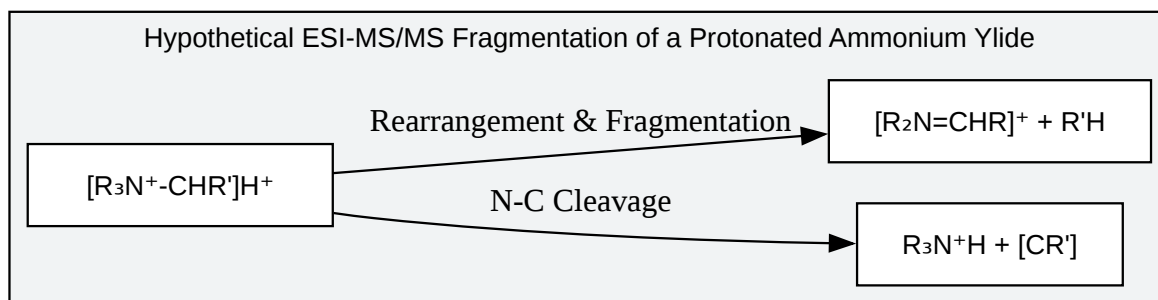 Hypothetical ESI-MS/MS Fragmentation of a Protonated Ammonium Ylide
[R₃N⁺-CHR']H⁺
Rearrangement & Fragmentation
[R₂N=CHR]⁺ + R'H
N-C Cleavage
R₃N⁺H + [CR']